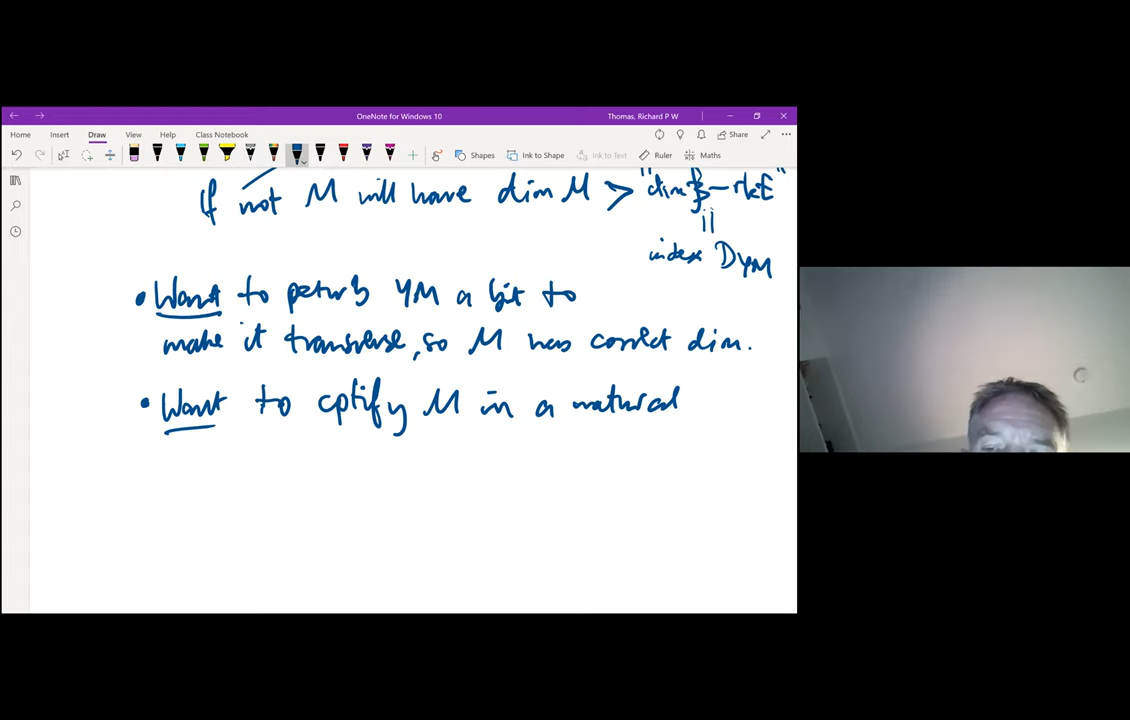 OneNote for Windows 10
Thomas, Richard P W
Home Insert Draw View Help Class Notebook
Share
Shapes Ink to Shape Ink to Text Ruler Maths
If not M will have dim M > "dim B - rk E"
index D YM
• Want to perturb YM a bit to
make it transverse, so M has correct dim.
• Want to cptify M in a natural